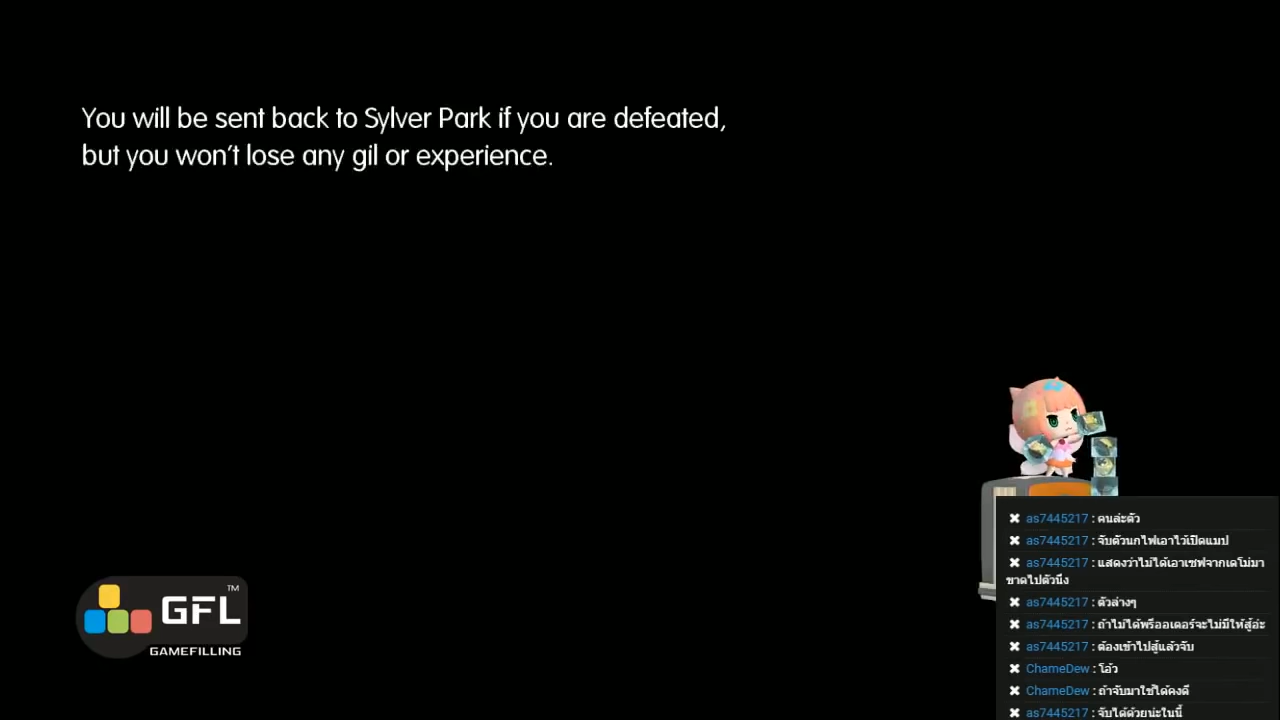 You will be sent back to Sylver Park if you are defeated,
but you won't lose any gil or experience.
GFL™
GAMEFILLING
✖ as7445217 : คนล่ะตัว
✖ as7445217 : จับตัวนกไฟเอาไว้เปิดแมป
✖ as7445217 : แสดงว่าไม่ได้เอาเซฟจากเดโม่มา
ขาดไปตัวนึง
✖ as7445217 : ตัวล่างๆ
✖ as7445217 : ถ้าไม่ได้พรีออเดอร์จะไม่มีให้สู้อ่ะ
✖ as7445217 : ต้องเข้าไปสู้แล้วจับ
✖ ChameDew : โอ้ว
✖ ChameDew : ถ้าจับมาใช้ได้คงดี
✖ as7445217 : จับได้ด้วยน่ะในนี้